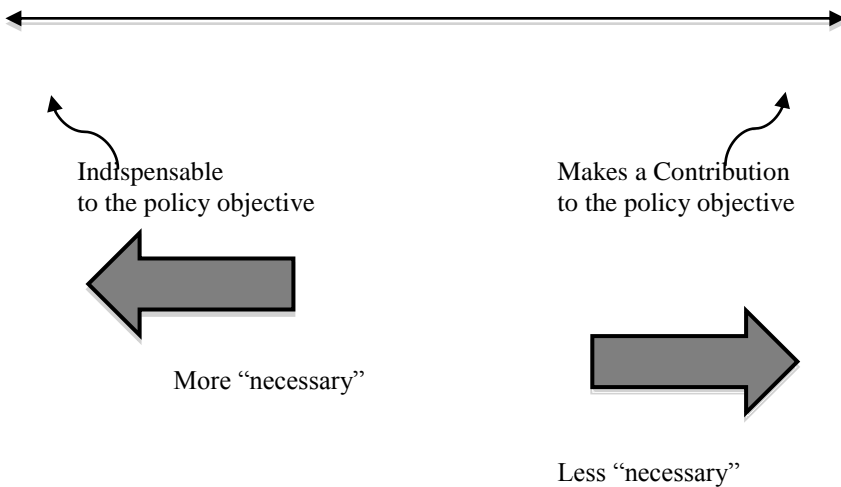 Indispensable
to the policy objective
Makes a Contribution
to the policy objective
More “necessary”
Less “necessary”